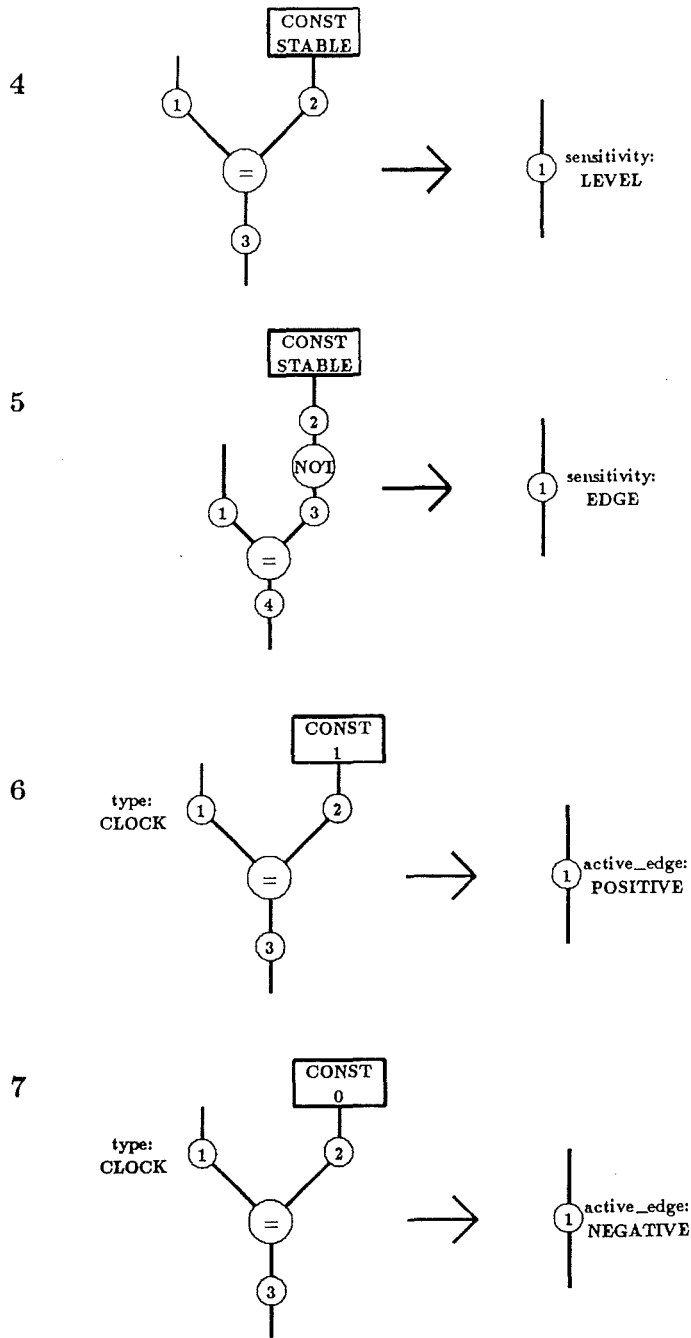 4
CONST
STABLE
1
2
=
3
1
sensitivity:
LEVEL
5
CONST
STABLE
2
NOT
1
3
=
4
1
sensitivity:
EDGE
6
CONST
1
type:
CLOCK
1
2
=
3
1
active_edge:
POSITIVE
7
CONST
0
type:
CLOCK
1
2
=
3
1
active_edge:
NEGATIVE